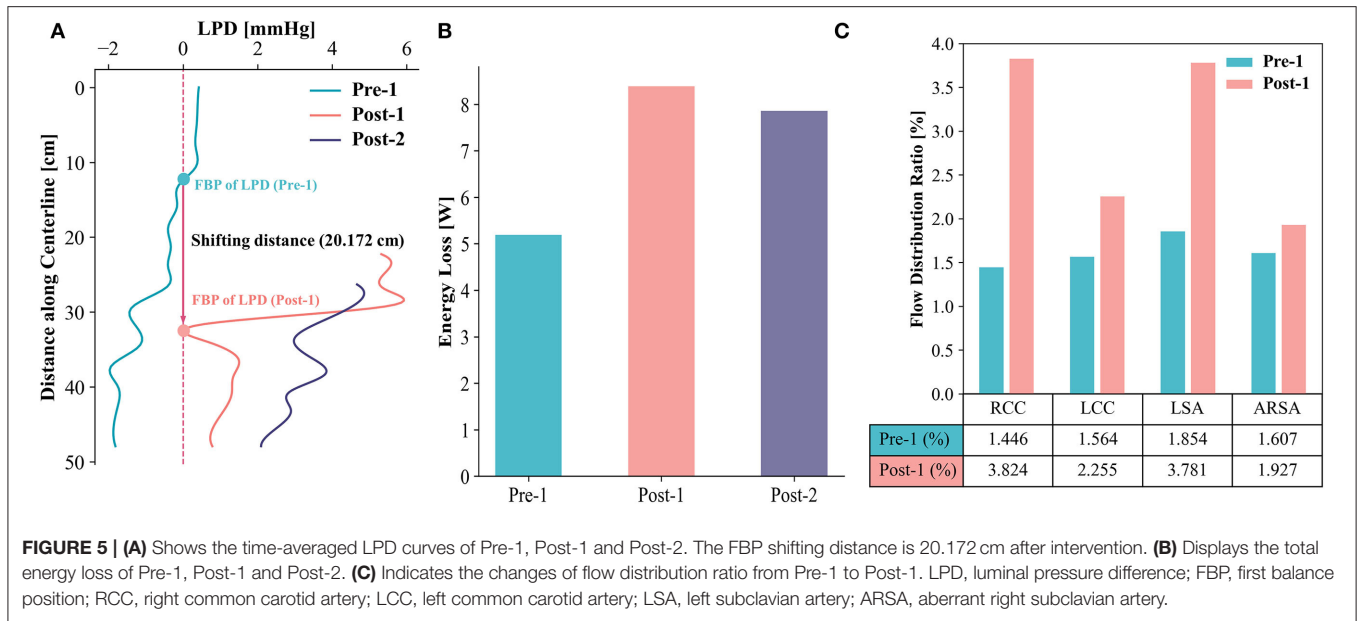 A
LPD [mmHg]
−2 0 2 4 6
Distance along Centerline [cm]
0
10
20
30
40
50
Pre-1
Post-1
Post-2
FBP of LPD (Pre-1)
Shifting distance (20.172 cm)
FBP of LPD (Post-1)
B
Energy Loss [W]
8
7
6
5
4
3
2
1
0
Pre-1 Post-1 Post-2
C
Flow Distribution Ratio [%]
4.0
3.5
3.0
2.5
2.0
1.5
1.0
0.5
0.0
Pre-1
Post-1
RCC LCC LSA ARSA
Pre-1 (%) 1.446 1.564 1.854 1.607
Post-1 (%) 3.824 2.255 3.781 1.927
FIGURE 5 | (A) Shows the time-averaged LPD curves of Pre-1, Post-1 and Post-2. The FBP shifting distance is 20.172 cm after intervention. (B) Displays the total
energy loss of Pre-1, Post-1 and Post-2. (C) Indicates the changes of flow distribution ratio from Pre-1 to Post-1. LPD, luminal pressure difference; FBP, first balance
position; RCC, right common carotid artery; LCC, left common carotid artery; LSA, left subclavian artery; ARSA, aberrant right subclavian artery.